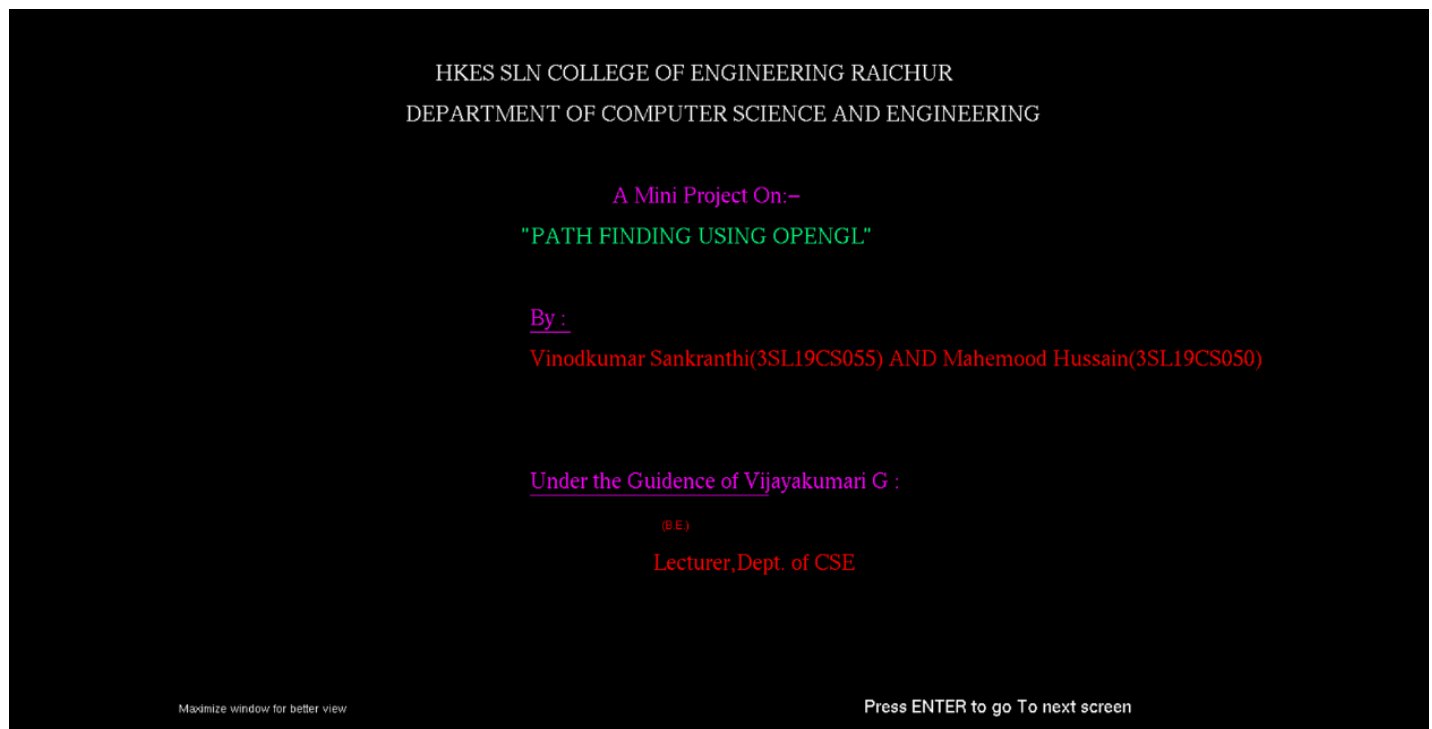 HKES SLN COLLEGE OF ENGINEERING RAICHUR
DEPARTMENT OF COMPUTER SCIENCE AND ENGINEERING
A Mini Project On:–
"PATH FINDING USING OPENGL"
By :
Vinodkumar Sankranthi(3SL19CS055) AND Mahemood Hussain(3SL19CS050)
Under the Guidence of Vijayakumari G :
(B.E.)
Lecturer,Dept. of CSE
Maximize window for better view
Press ENTER to go To next screen